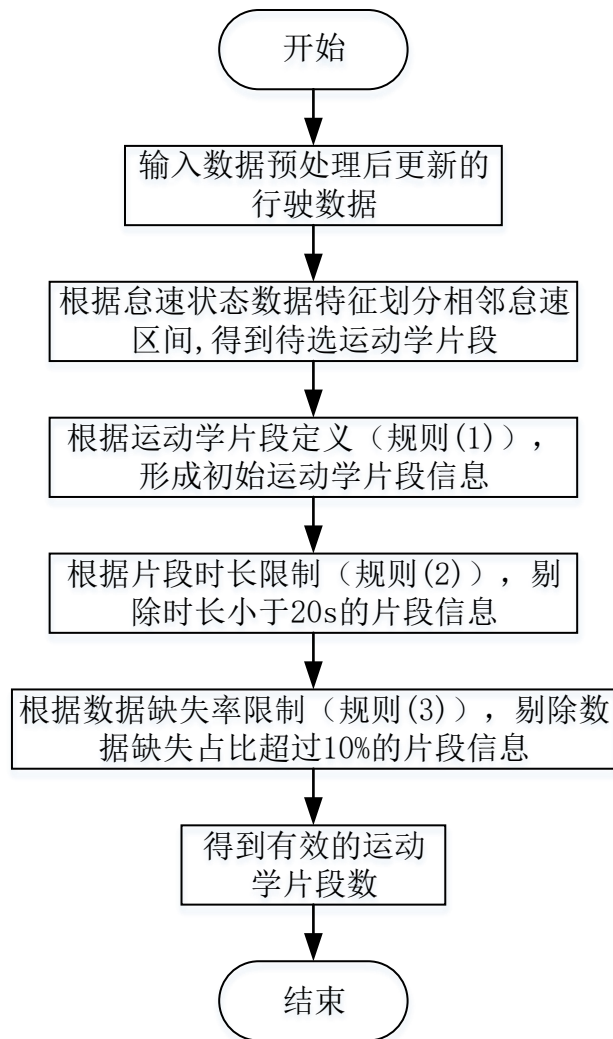 开始
输入数据预处理后更新的
行驶数据
根据怠速状态数据特征划分相邻怠速
区间,得到待选运动学片段
根据运动学片段定义（规则(1)），
形成初始运动学片段信息
根据片段时长限制（规则(2)），剔
除时长小于20s的片段信息
根据数据缺失率限制（规则(3)），剔除数
据缺失占比超过10%的片段信息
得到有效的运动
学片段数
结束